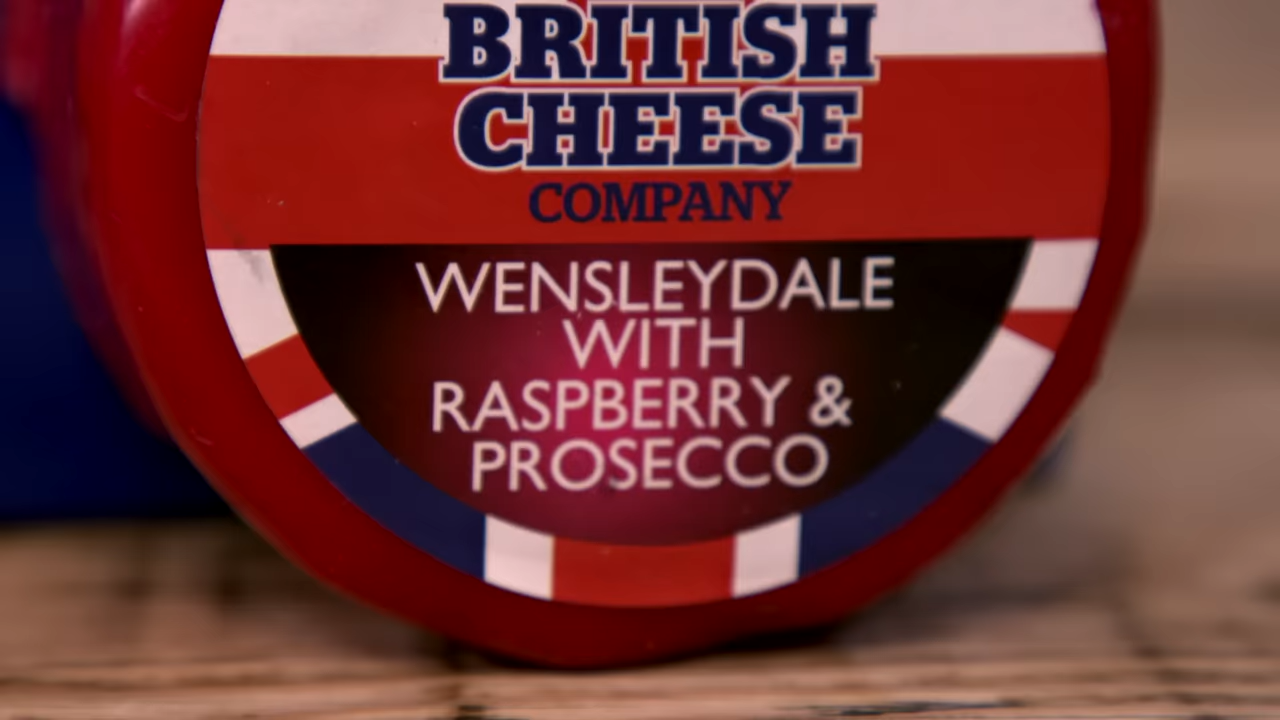 BRITISH
CHEESE
COMPANY
WENSLEYDALE
WITH
RASPBERRY &
PROSECCO